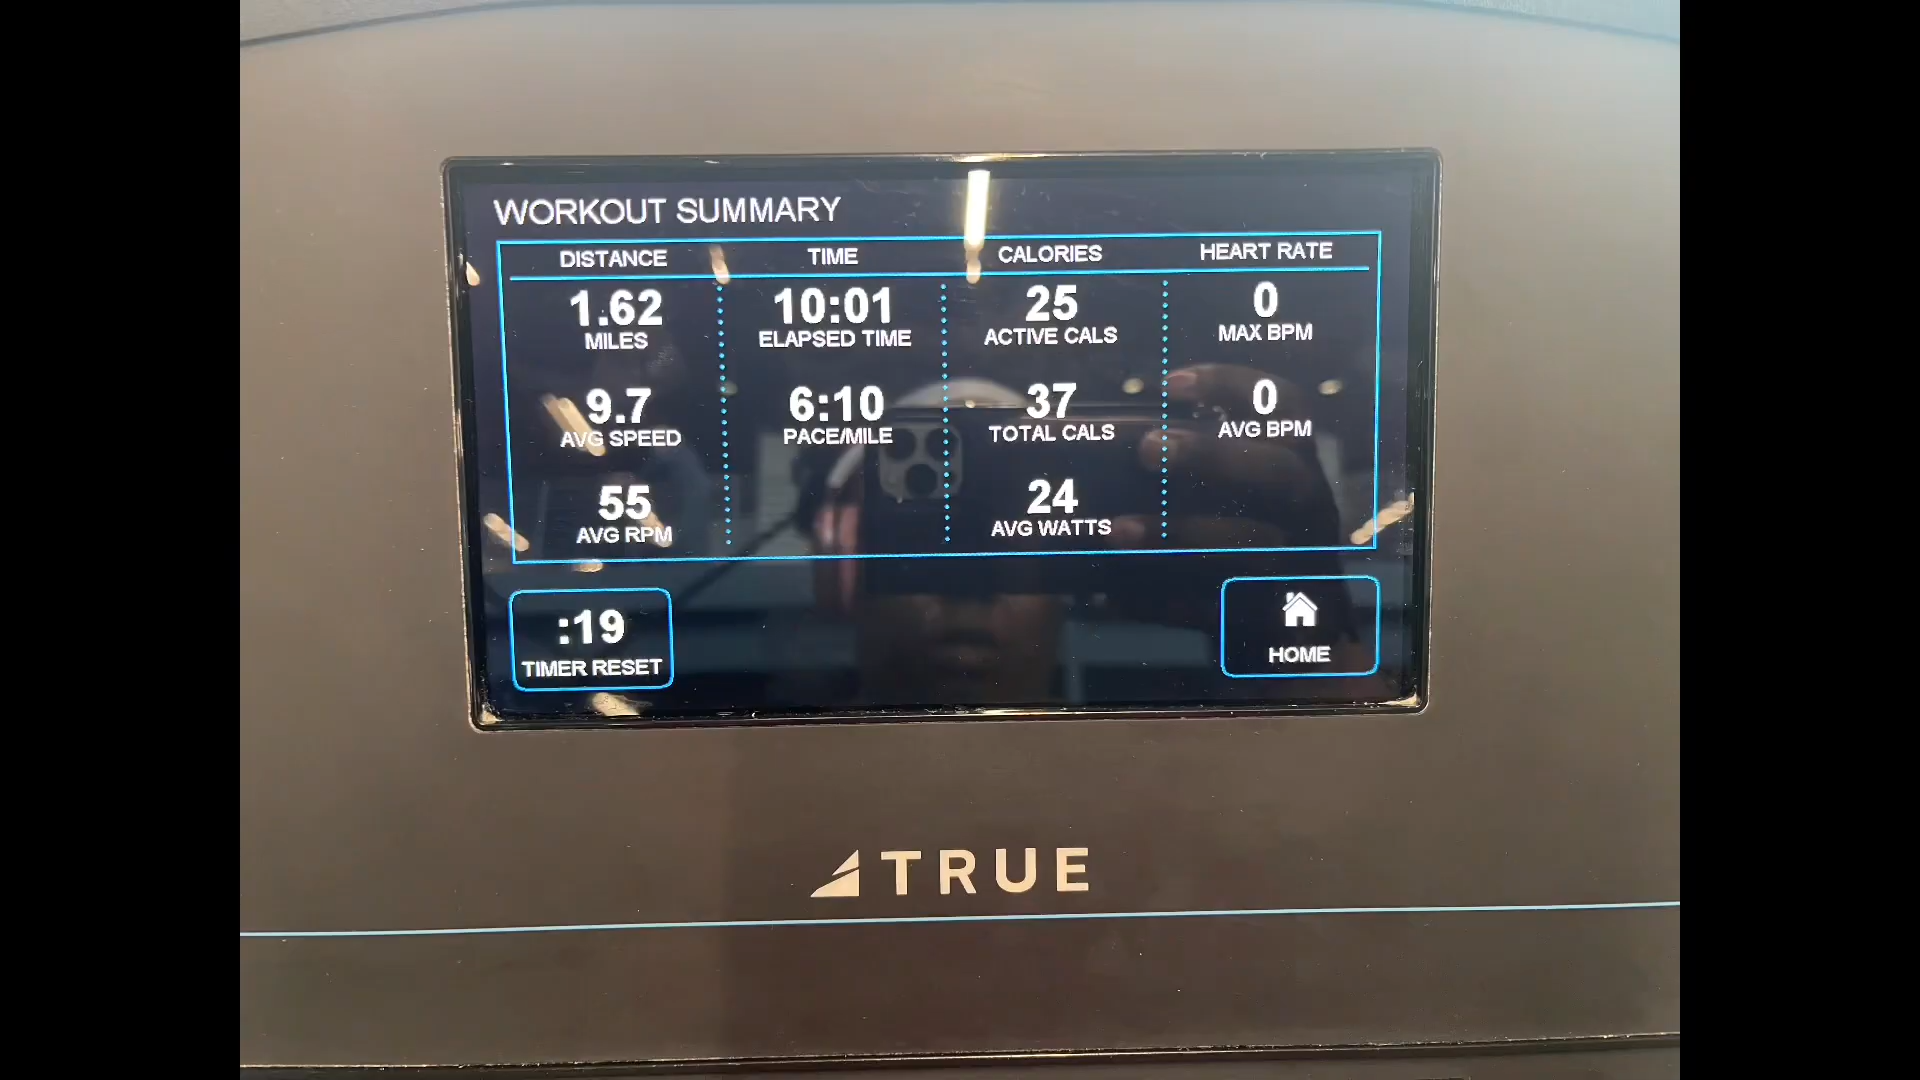 WORKOUT SUMMARY
DISTANCE TIME CALORIES HEART RATE
1.62 10:01 25 0
MILES ELAPSED TIME ACTIVE CALS MAX BPM
9.7 6:10 37 0
AVG SPEED PACE/MILE TOTAL CALS AVG BPM
55 24
AVG RPM AVG WATTS
:19
TIMER RESET HOME
TRUE